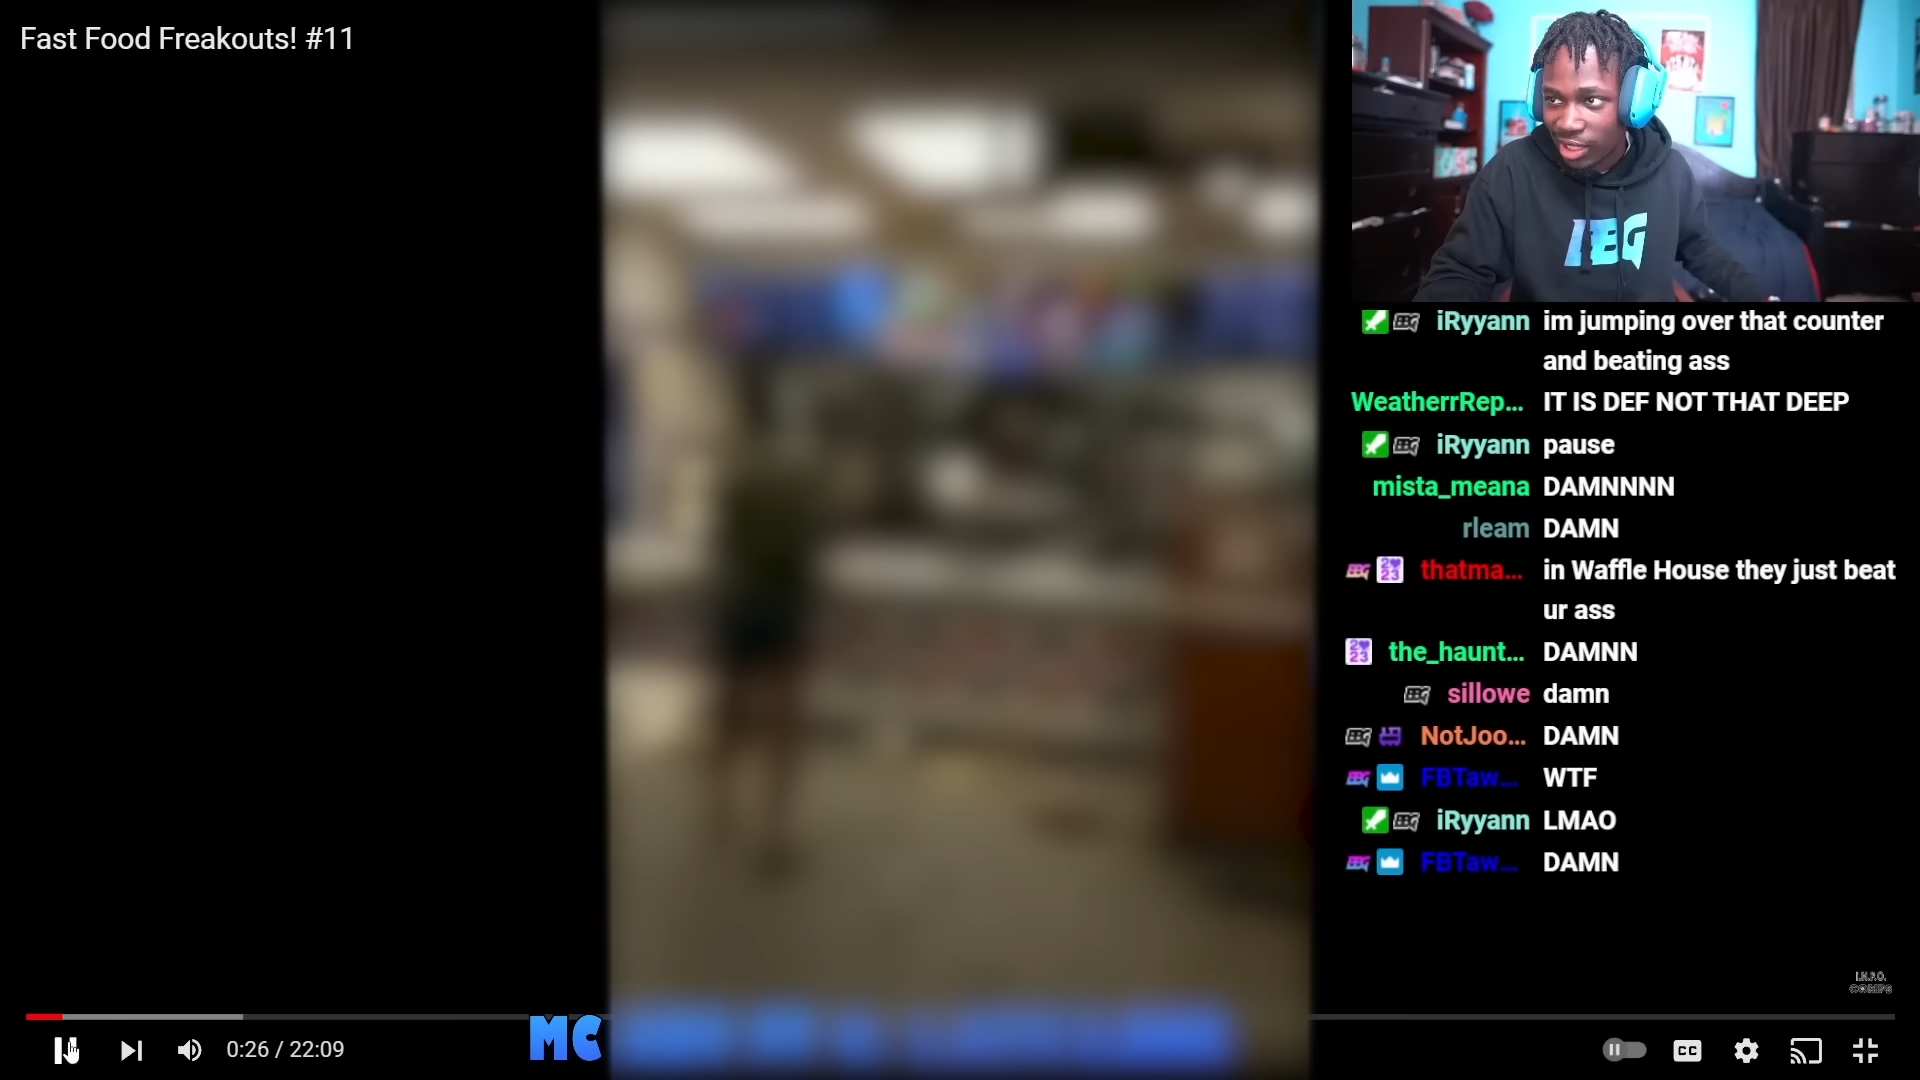 Fast Food Freakouts! #11
EBG
iRyyann im jumping over that counter
and beating ass
WeatherrRep... IT IS DEF NOT THAT DEEP
iRyyann pause
mista_meana DAMNNNN
rleam DAMN
thatma... in Waffle House they just beat
ur ass
the_haunt... DAMNN
sillowe damn
NotJoo... DAMN
FBTaw... WTF
iRyyann LMAO
FBTaw... DAMN
MC
0:26 / 22:09
CC